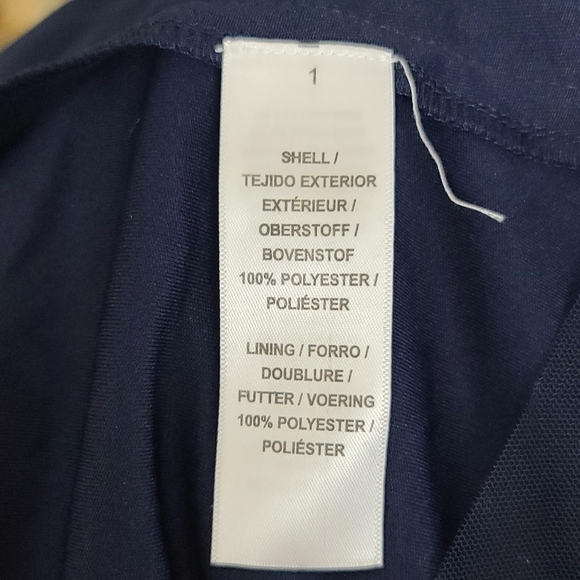 1
SHELL /
TEJIDO EXTERIOR
EXTÉRIEUR /
OBERSTOFF /
BOVENSTOF
100% POLYESTER /
POLIÉSTER
LINING / FORRO /
DOUBLURE /
FUTTER / VOERING
100% POLYESTER /
POLIÉSTER